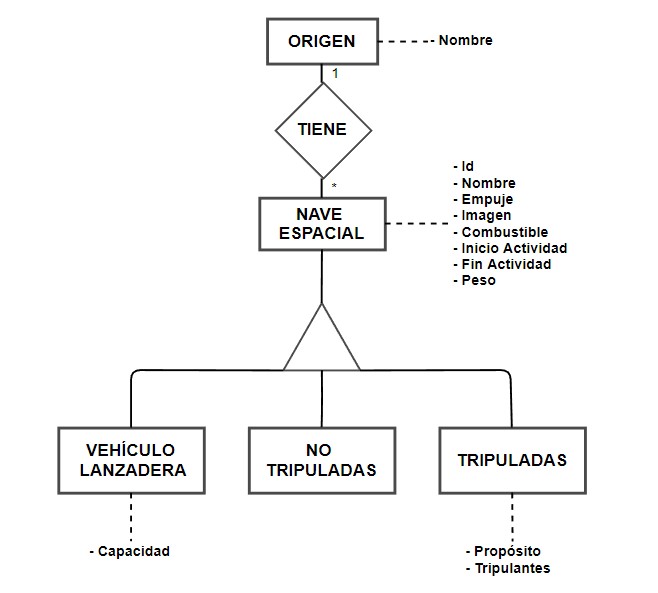 ORIGEN
- Nombre
1
TIENE
*
NAVE
ESPACIAL
- Id
- Nombre
- Empuje
- Imagen
- Combustible
- Inicio Actividad
- Fin Actividad
- Peso
VEHÍCULO
LANZADERA
NO
TRIPULADAS
TRIPULADAS
- Capacidad
- Propósito
- Tripulantes